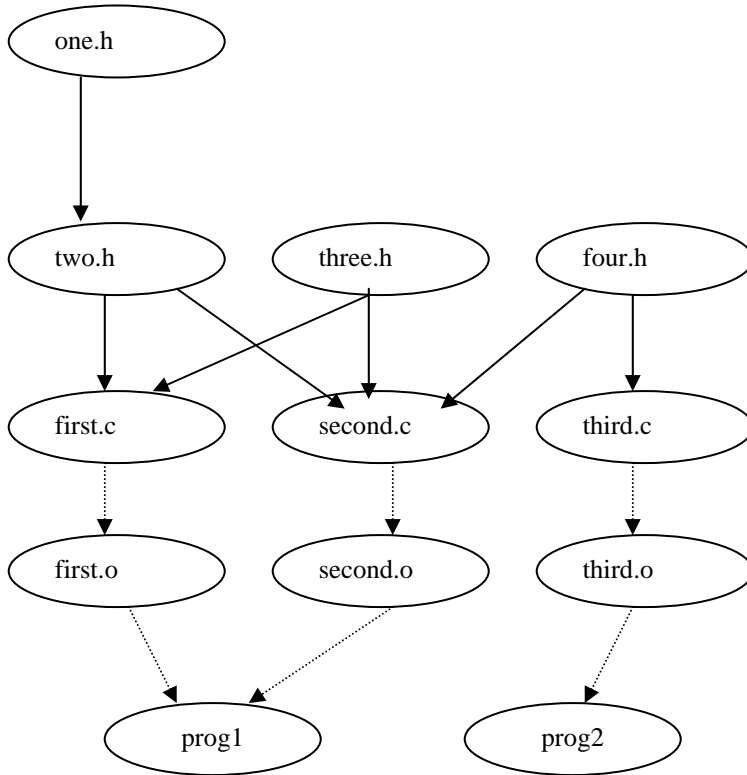 one.h
two.h
three.h
four.h
first.c
second.c
third.c
first.o
second.o
third.o
prog1
prog2